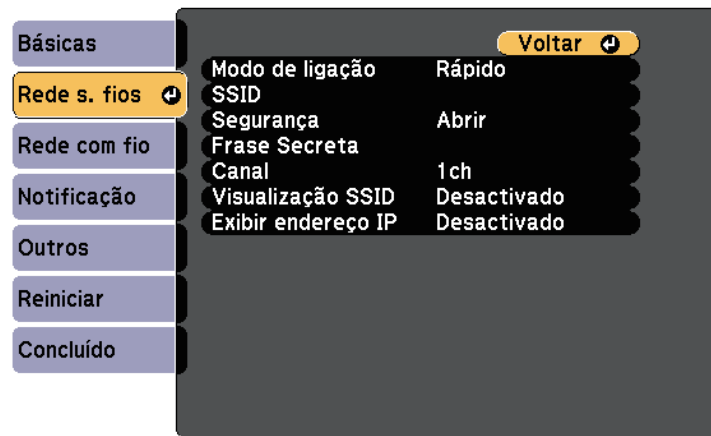 Básicas
Rede s. fios
Rede com fio
Notificação
Outros
Reiniciar
Concluído
Voltar
Modo de ligação Rápido
SSID
Segurança Abrir
Frase Secreta
Canal 1ch
Visualização SSID Desactivado
Exibir endereço IP Desactivado